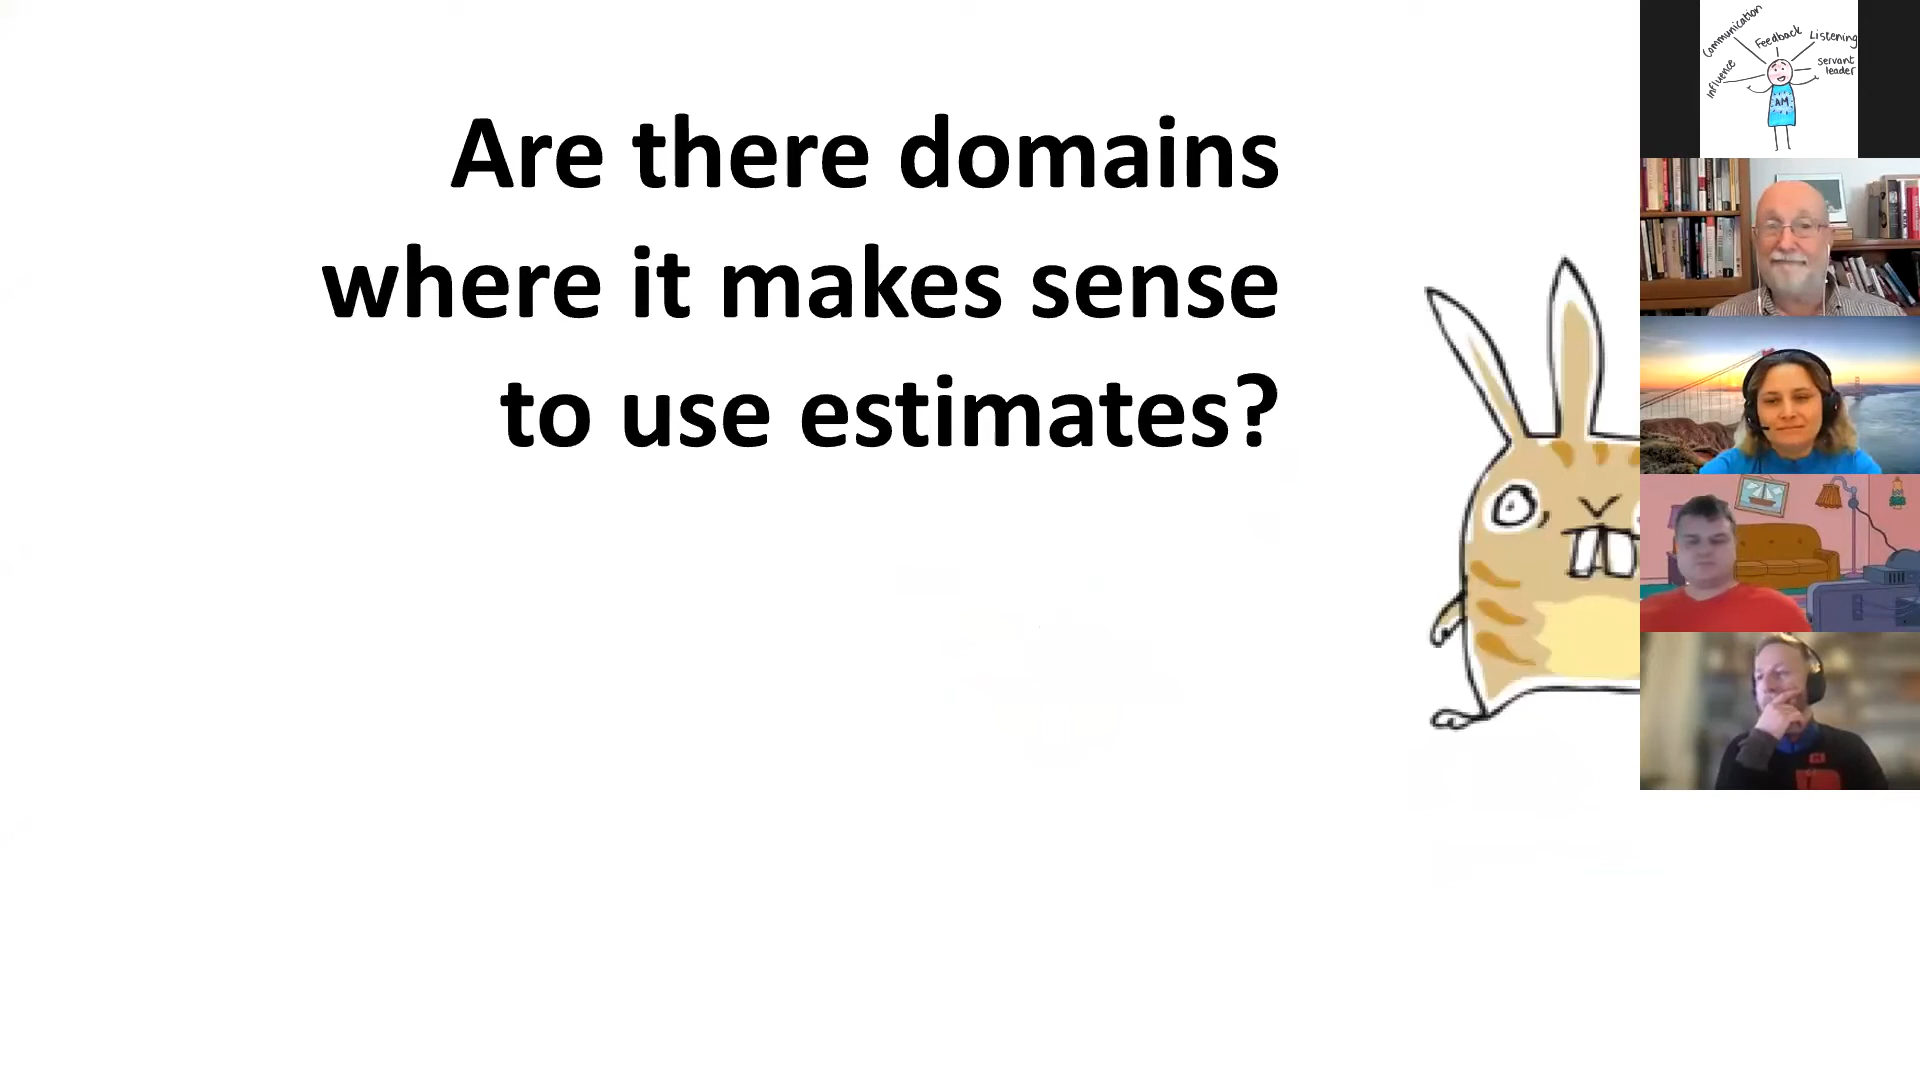 Are there domains
where it makes sense
to use estimates?
Communication
Feedback
Listening
Influence
servant
leader
AM